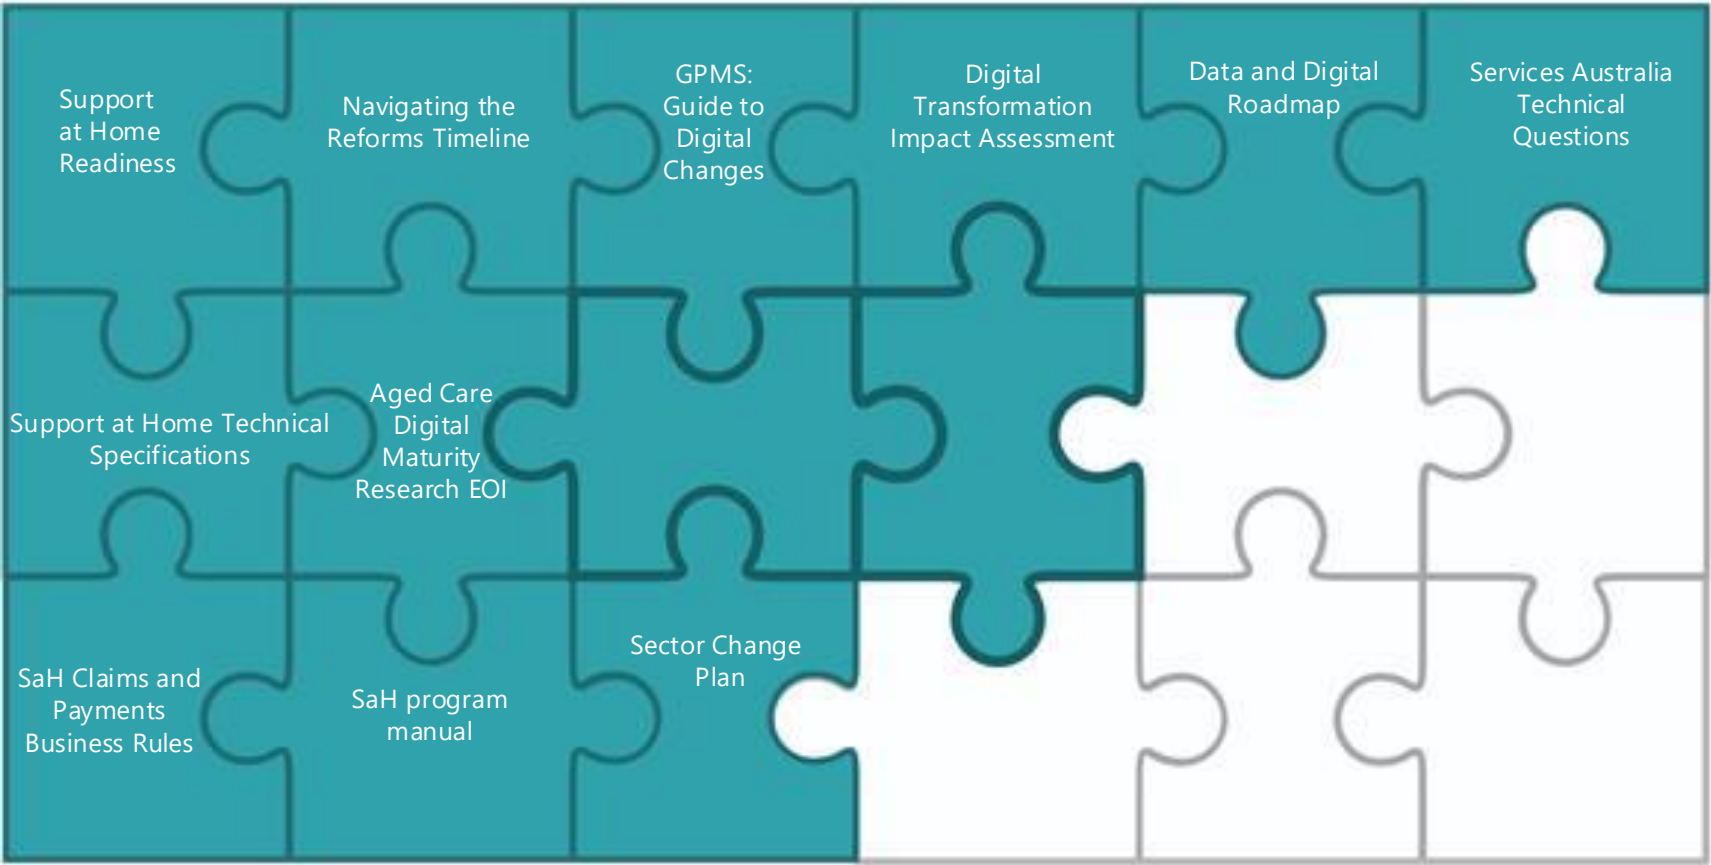 Support
at Home
Readiness
Navigating the
Reforms Timeline
GPMS:
Guide to
Digital
Changes
Digital
Transformation
Impact Assessment
Data and Digital
Roadmap
Services Australia
Technical
Questions
Support at Home Technical
Specifications
Aged Care
Digital
Maturity
Research EOI
SaH Claims and
Payments
Business Rules
SaH program
manual
Sector Change
Plan